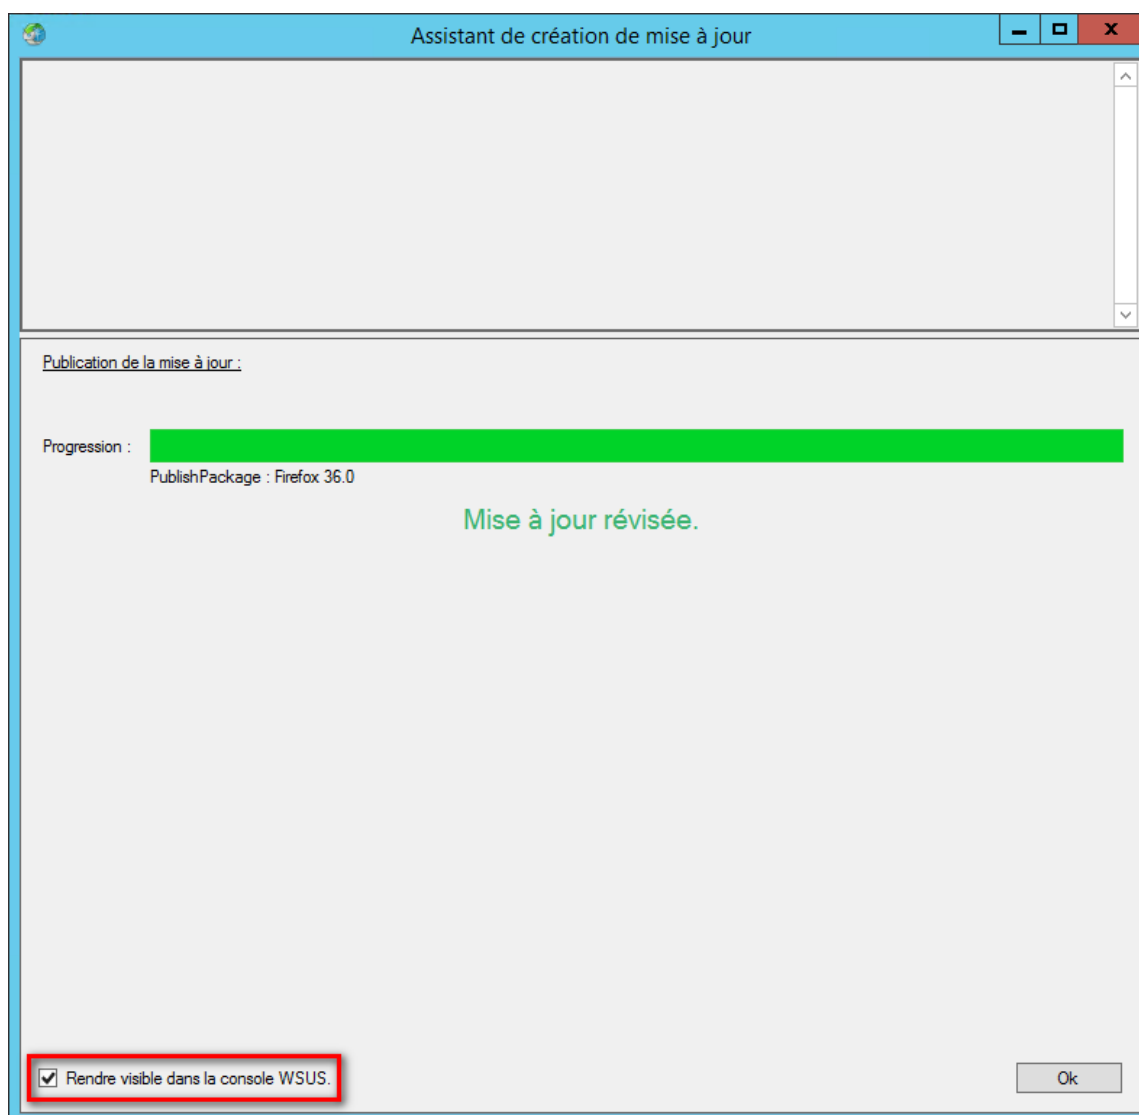 Assistant de création de mise à jour
Publication de la mise à jour :
Progression :
PublishPackage : Firefox 36.0
Mise à jour révisée.
Rendre visible dans la console WSUS.
Ok